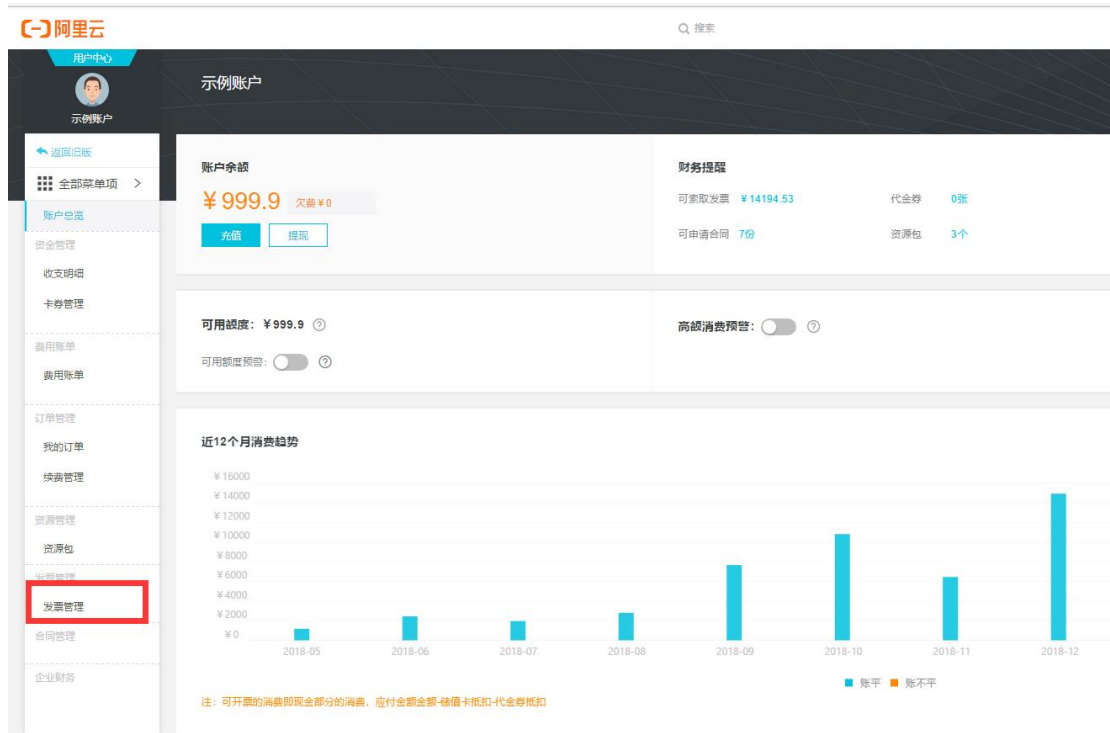 阿里云
搜索
用户中心
示例账户
示例账户
返回旧版
全部菜单项
账户总览
资金管理
收支明细
卡券管理
费用账单
费用账单
订单管理
我的订单
续费管理
资源管理
资源包
发票管理
发票管理
合同管理
企业财务
账户余额
¥ 999.9 欠费 ¥ 0
充值 提现
财务提醒
可索取发票 ¥ 14194.53 代金券 0张
可申请合同 7份 资源包 3个
可用额度：¥ 999.9
可用额度预警：
高额消费预警：
近12个月消费趋势
¥ 16000
¥ 14000
¥ 12000
¥ 10000
¥ 8000
¥ 6000
¥ 4000
¥ 2000
¥ 0
2018-05 2018-06 2018-07 2018-08 2018-09 2018-10 2018-11 2018-12
账平 账不平
注：可开票的消费即现金部分的消费，应付金额金额-储值卡抵扣-代金券抵扣